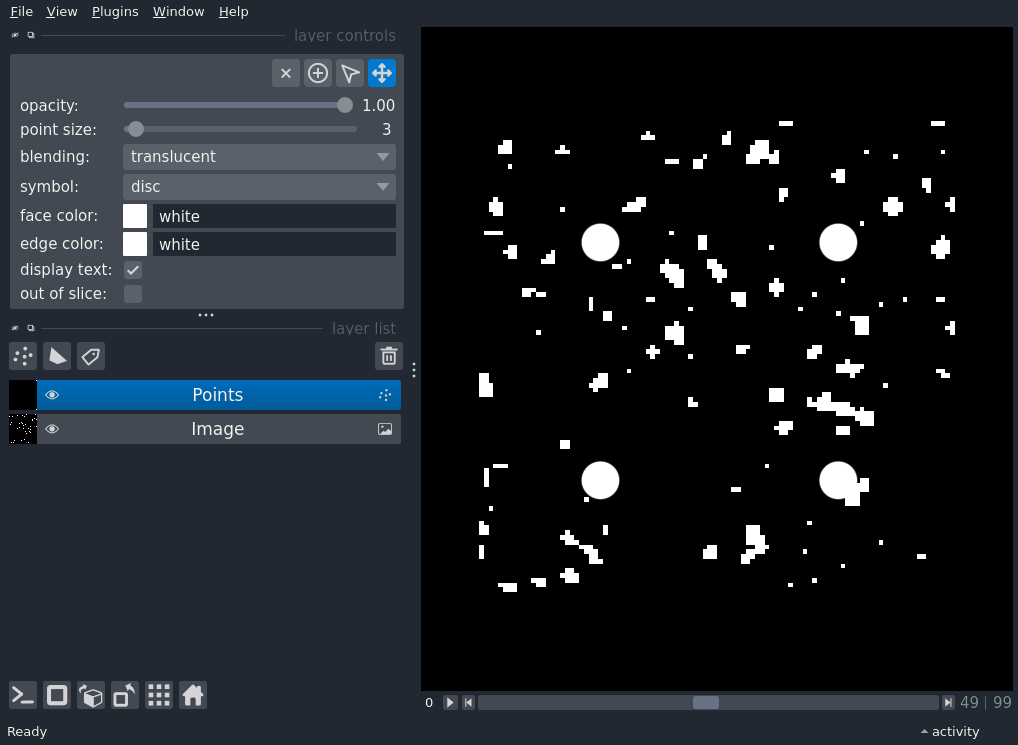 File View Plugins Window Help
layer controls
opacity: 1.00
point size: 3
blending: translucent
symbol: disc
face color: white
edge color: white
display text:
out of slice:
layer list
Points
Image
0 49 | 99
Ready activity